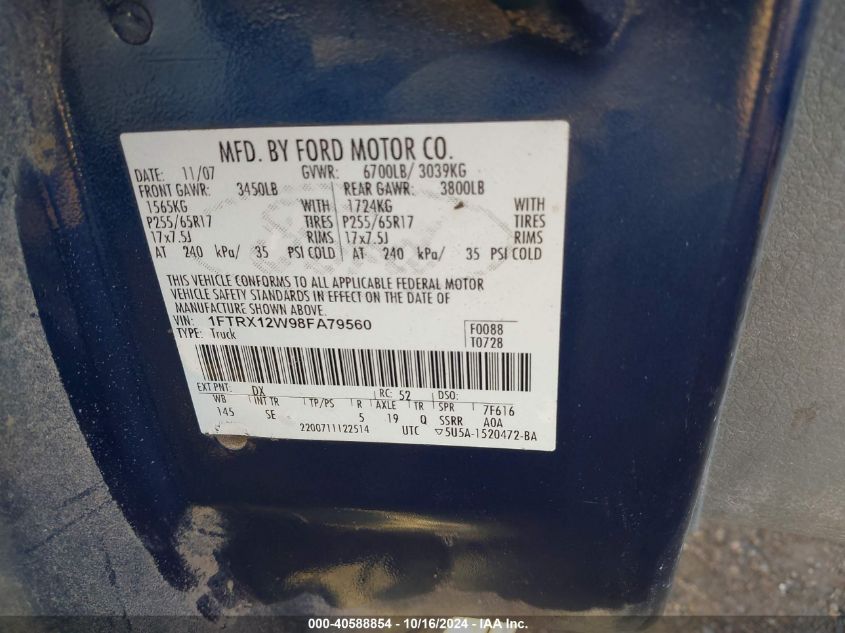 MFD. BY FORD MOTOR CO.
DATE: 11/07 GVWR: 6700LB/ 3039KG
FRONT GAWR: 3450LB REAR GAWR: 3800LB
1565KG WITH 1724KG WITH
P255/65R17 TIRES P255/65R17 TIRES
17x7.5J RIMS 17x7.5J RIMS
AT 240 kPa/ 35 PSI COLD AT 240 kPa/ 35 PSI COLD
THIS VEHICLE CONFORMS TO ALL APPLICABLE FEDERAL MOTOR
VEHICLE SAFETY STANDARDS IN EFFECT ON THE DATE OF
MANUFACTURE SHOWN ABOVE.
VIN: 1FTRX12W98FA79560 F0088
TYPE: Truck T0728
EXT PNT: DX RC: 52 DSO:
WB INT TR TP/PS R AXLE TR SPR 7F616
145 SE 5 19 Q SSRR A0A
2200711122514 UTC ▽5U5A-1520472-BA
000-40588854 - 10/16/2024 - IAA Inc.